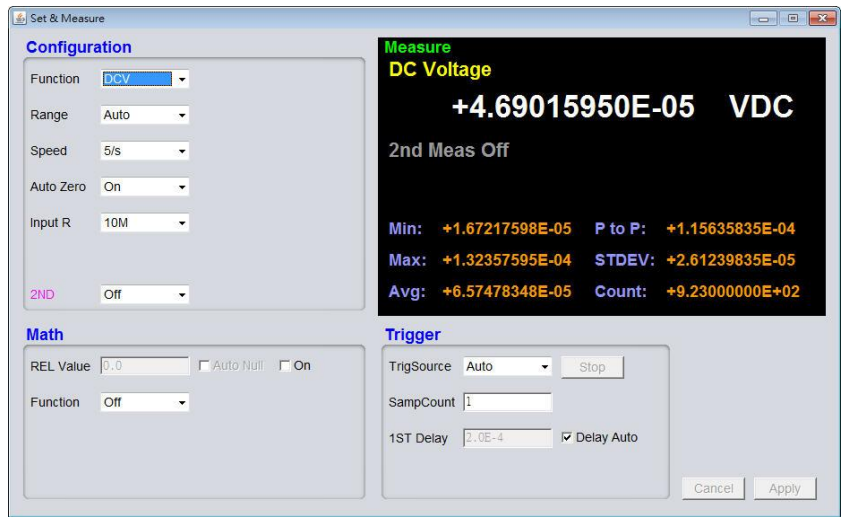 Set & Measure
Configuration
Function DCV
Range Auto
Speed 5/s
Auto Zero On
Input R 10M
2ND Off
Measure
DC Voltage
+4.69015950E-05 VDC
2nd Meas Off
Min: +1.67217598E-05 P to P: +1.15635835E-04
Max: +1.32357595E-04 STDEV: +2.61239835E-05
Avg: +6.57478348E-05 Count: +9.23000000E+02
Math
REL Value 0.0 Auto Null On
Function Off
Trigger
TrigSource Auto Stop
SampCount 1
1ST Delay 2.0E-4 Delay Auto
Cancel Apply